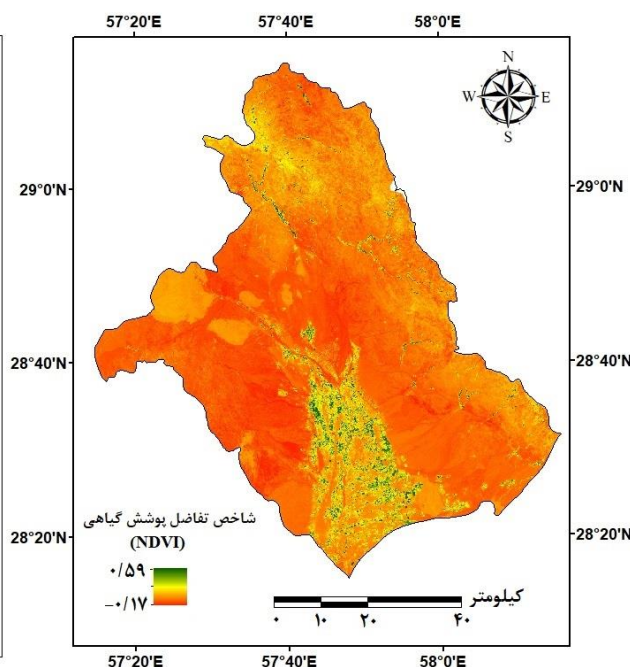 57°20'E 57°40'E 58°0'E
N
W E
S
29°0'N 29°0'N
28°40'N 28°40'N
شاخص تفاضل پوشش گیاهی
(NDVI)
۰/۵۹
-۰/۱۷
28°20'N 28°20'N
کیلومتر
۰ ۱۰ ۲۰ ۴۰
57°20'E 57°40'E 58°0'E